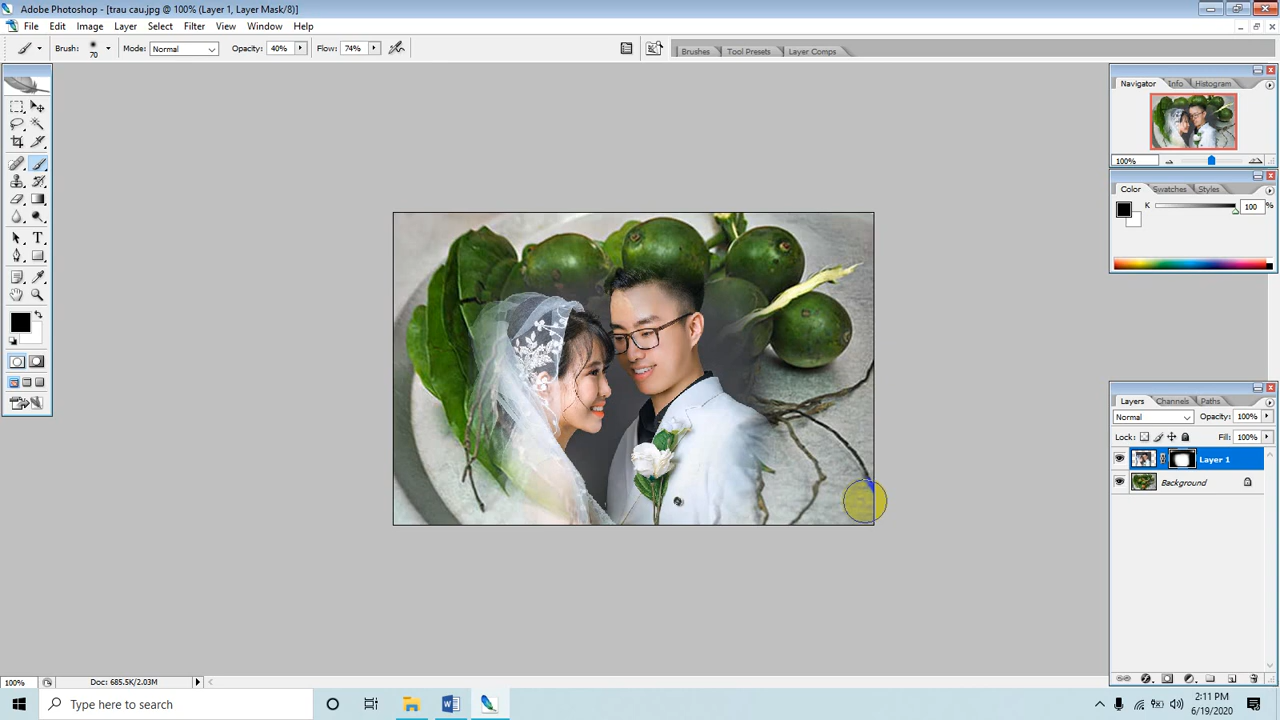 Adobe Photoshop - [trau cau.jpg @ 100% (Layer 1, Layer Mask/8)]
File Edit Image Layer Select Filter View Window Help
Brush: 70 Mode: Normal Opacity: 40% Flow: 74% Brushes Tool Presets Layer Comps
Navigator Info Histogram
100%
Color Swatches Styles
K 100 %
Layers Channels Paths
Normal Opacity: 100%
Lock: Fill: 100%
Layer 1
Background
100% Doc: 685.5K/2.03M
Type here to search
2:11 PM
6/19/2020